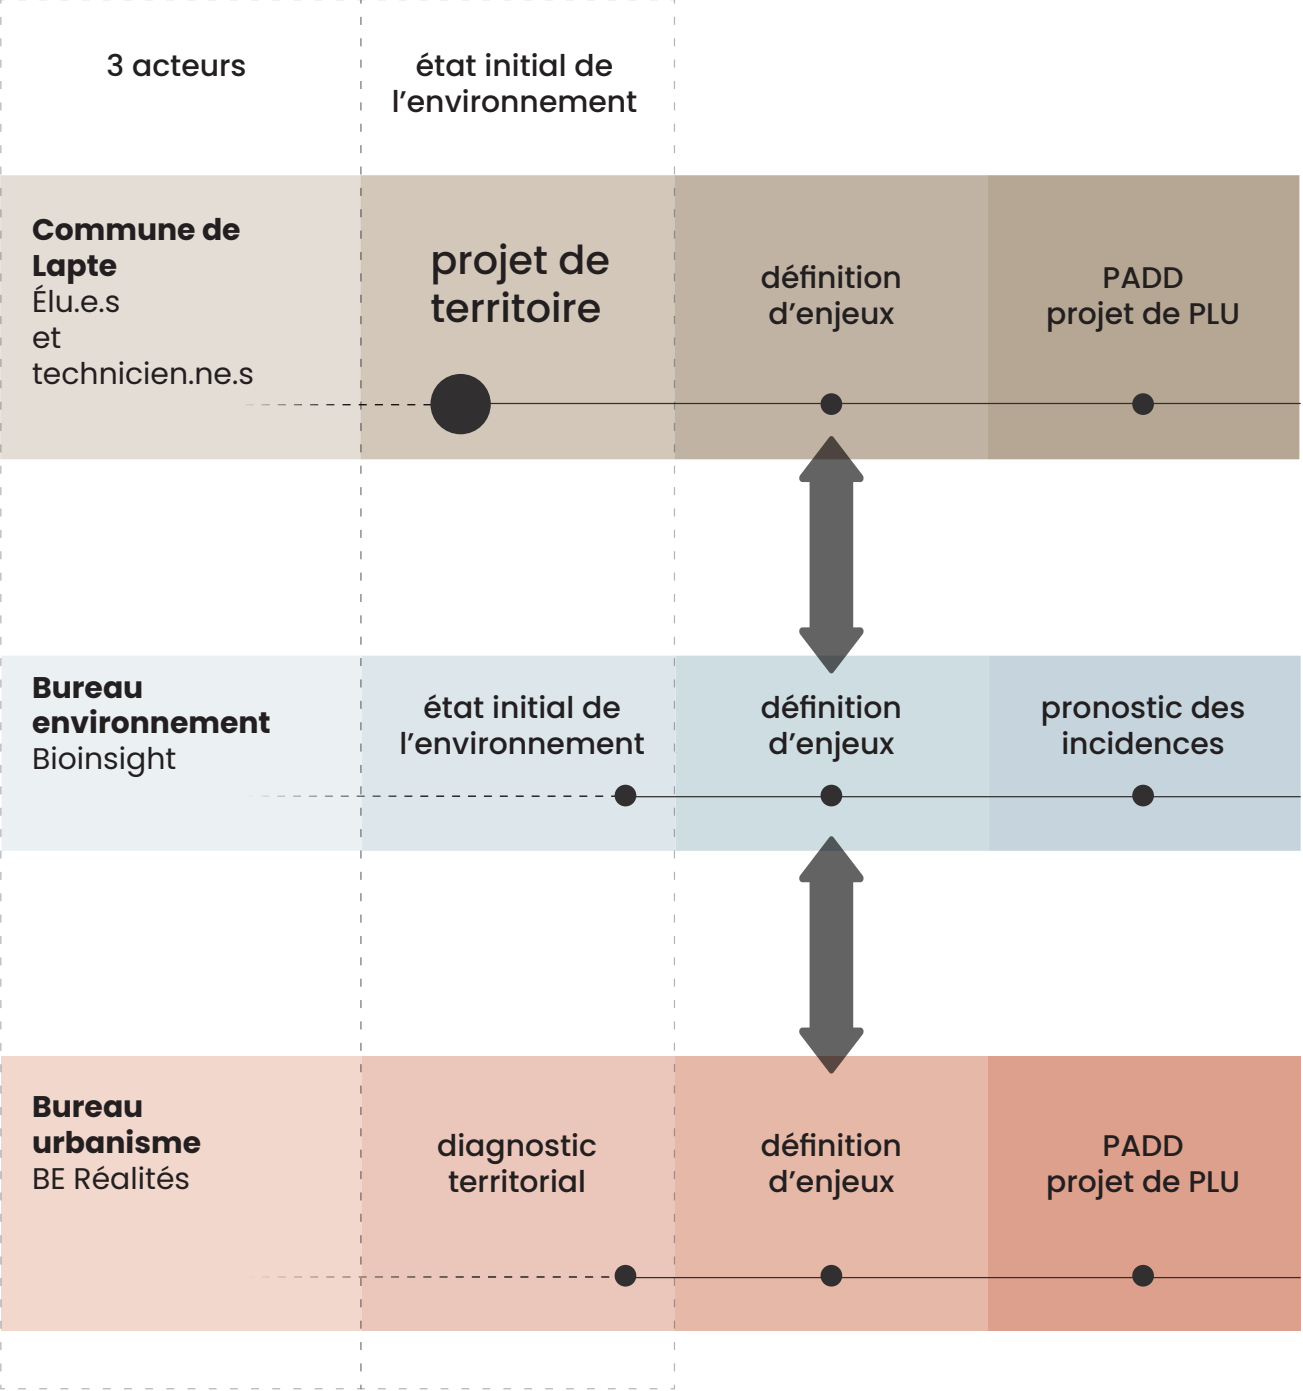 3 acteurs
état initial de
l’environnement
Commune de
Lapte
Élu.e.s
et
technicien.ne.s
projet de
territoire
définition
d’enjeux
PADD
projet de PLU
Bureau
environnement
Bioinsight
état initial de
l’environnement
définition
d’enjeux
pronostic des
incidences
Bureau
urbanisme
BE Réalités
diagnostic
territorial
définition
d’enjeux
PADD
projet de PLU